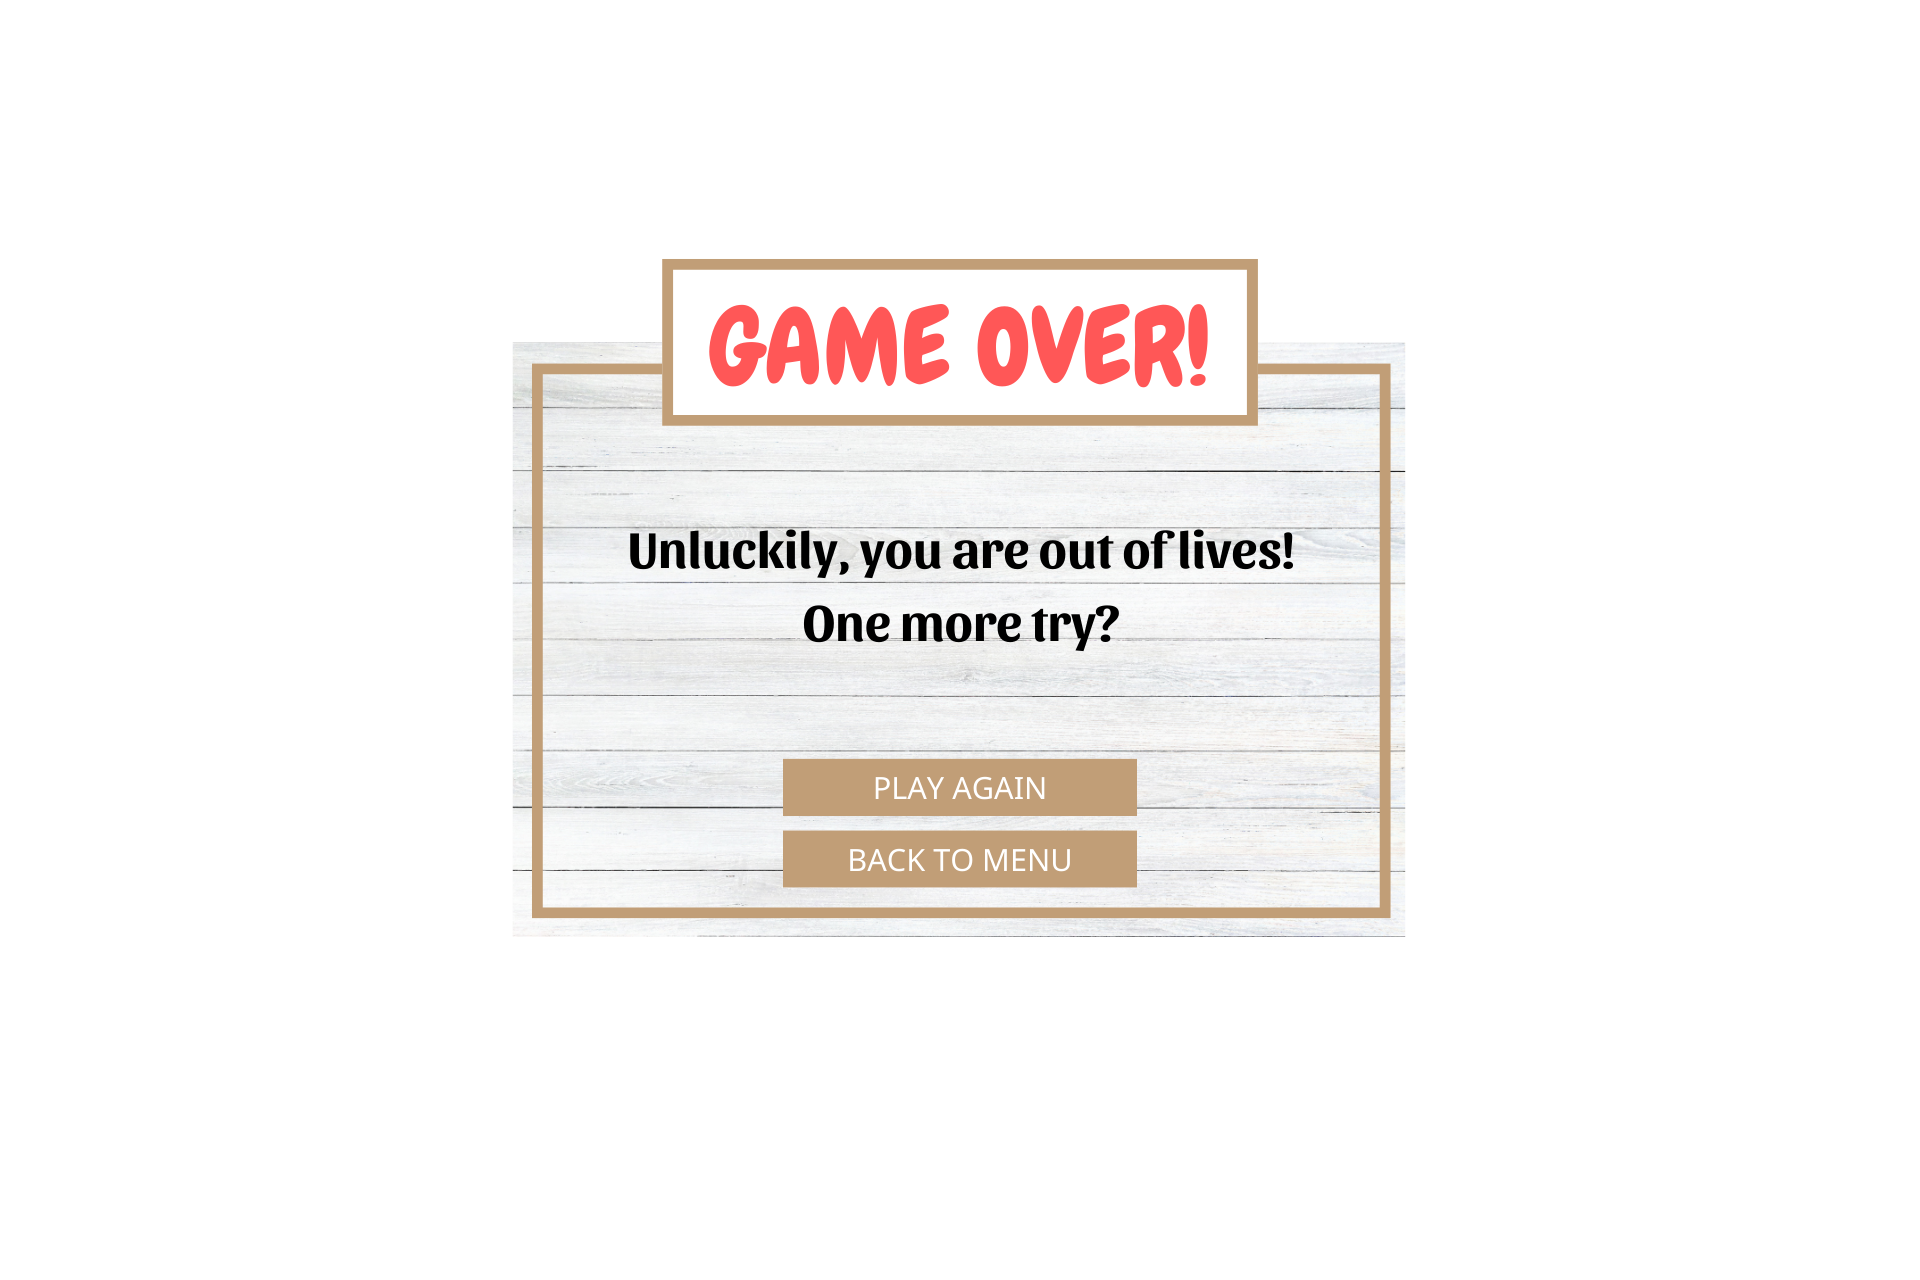 GAME OVER!
Unluckily, you are out of lives!
One more try?
PLAY AGAIN
BACK TO MENU